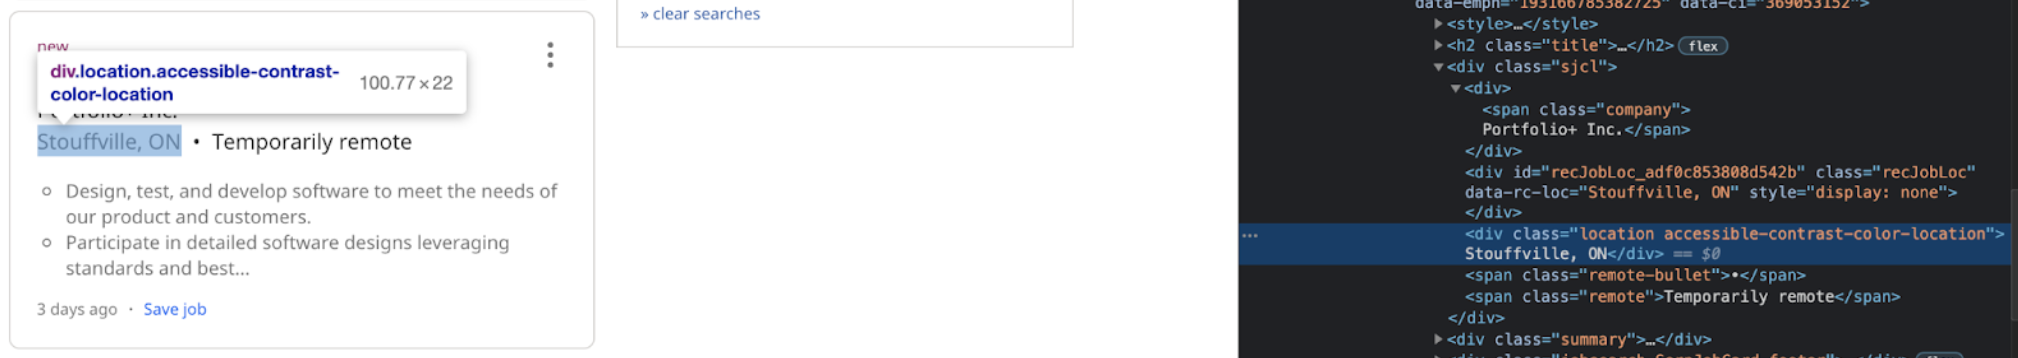 » clear searches
new
div.location.accessible-contrast-
color-location
100.77 × 22
Portfolio+ Inc.
Stouffville, ON • Temporarily remote
Design, test, and develop software to meet the needs of
our product and customers.
Participate in detailed software designs leveraging
standards and best...
3 days ago · Save job
data-empn="193166785382725" data-ci="369053152">
<style>…</style>
<h2 class="title">…</h2> flex
<div class="sjcl">
<div>
<span class="company">
Portfolio+ Inc.</span>
</div>
<div id="recJobLoc_adf0c853808d542b" class="recJobLoc"
data-rc-loc="Stouffville, ON" style="display: none">
</div>
… <div class="location accessible-contrast-color-location">
Stouffville, ON</div> == $0
<span class="remote-bullet">•</span>
<span class="remote">Temporarily remote</span>
</div>
<div class="summary">…</div>